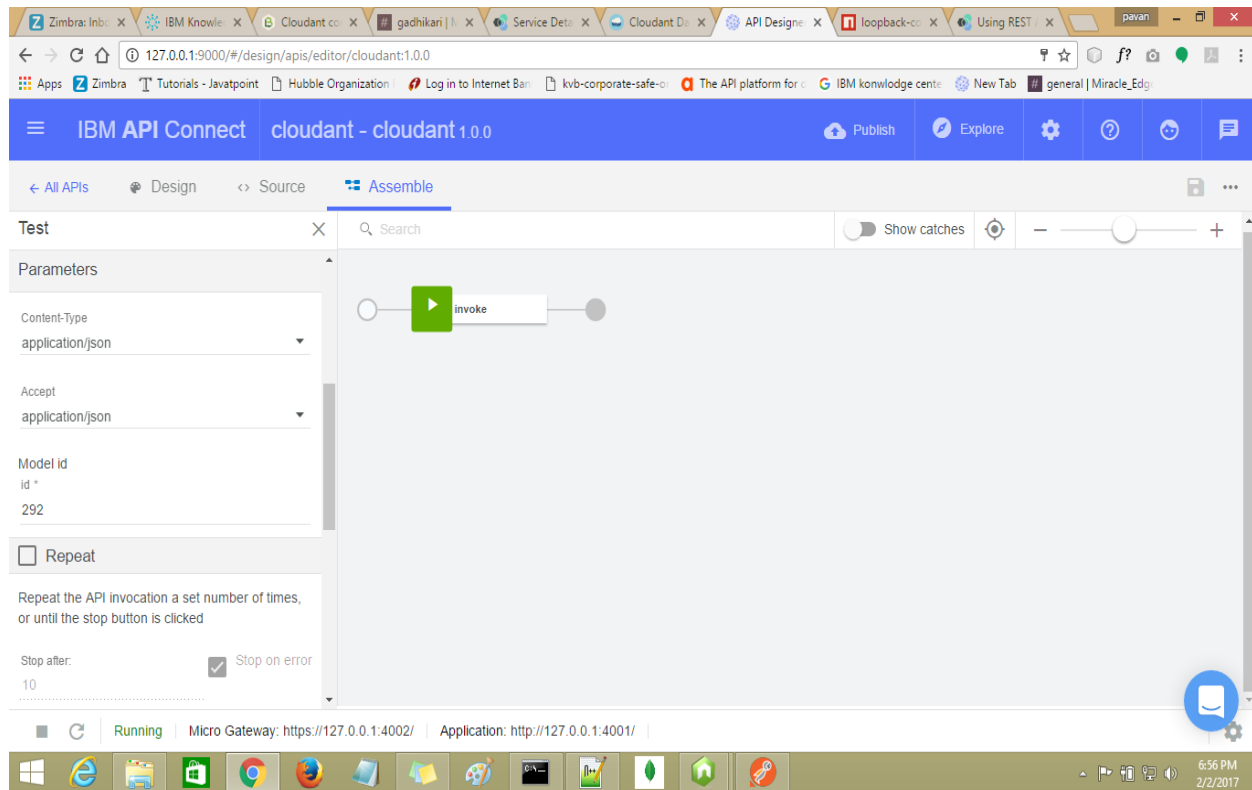 Zimbra: Inbo
IBM Knowle
Cloudant co
gadhikari | M
Service Deta
Cloudant Da
API Designe
loopback-co
Using REST A
pavan
127.0.0.1:9000/#/design/apis/editor/cloudant:1.0.0
f?
Apps
Zimbra
Tutorials - Javatpoint
Hubble Organization
Log in to Internet Ban
kvb-corporate-safe-o
The API platform for c
IBM konwlodge cente
New Tab
general | Miracle_Edg
IBM API Connect
cloudant - cloudant 1.0.0
Publish
Explore
← All APIs
Design
Source
Assemble
Test
Search
Show catches
Parameters
Content-Type
application/json
invoke
Accept
application/json
Model id
id *
292
Repeat
Repeat the API invocation a set number of times,
or until the stop button is clicked
Stop after:
Stop on error
10
Running
Micro Gateway: https://127.0.0.1:4002/
Application: http://127.0.0.1:4001/
6:56 PM
2/2/2017